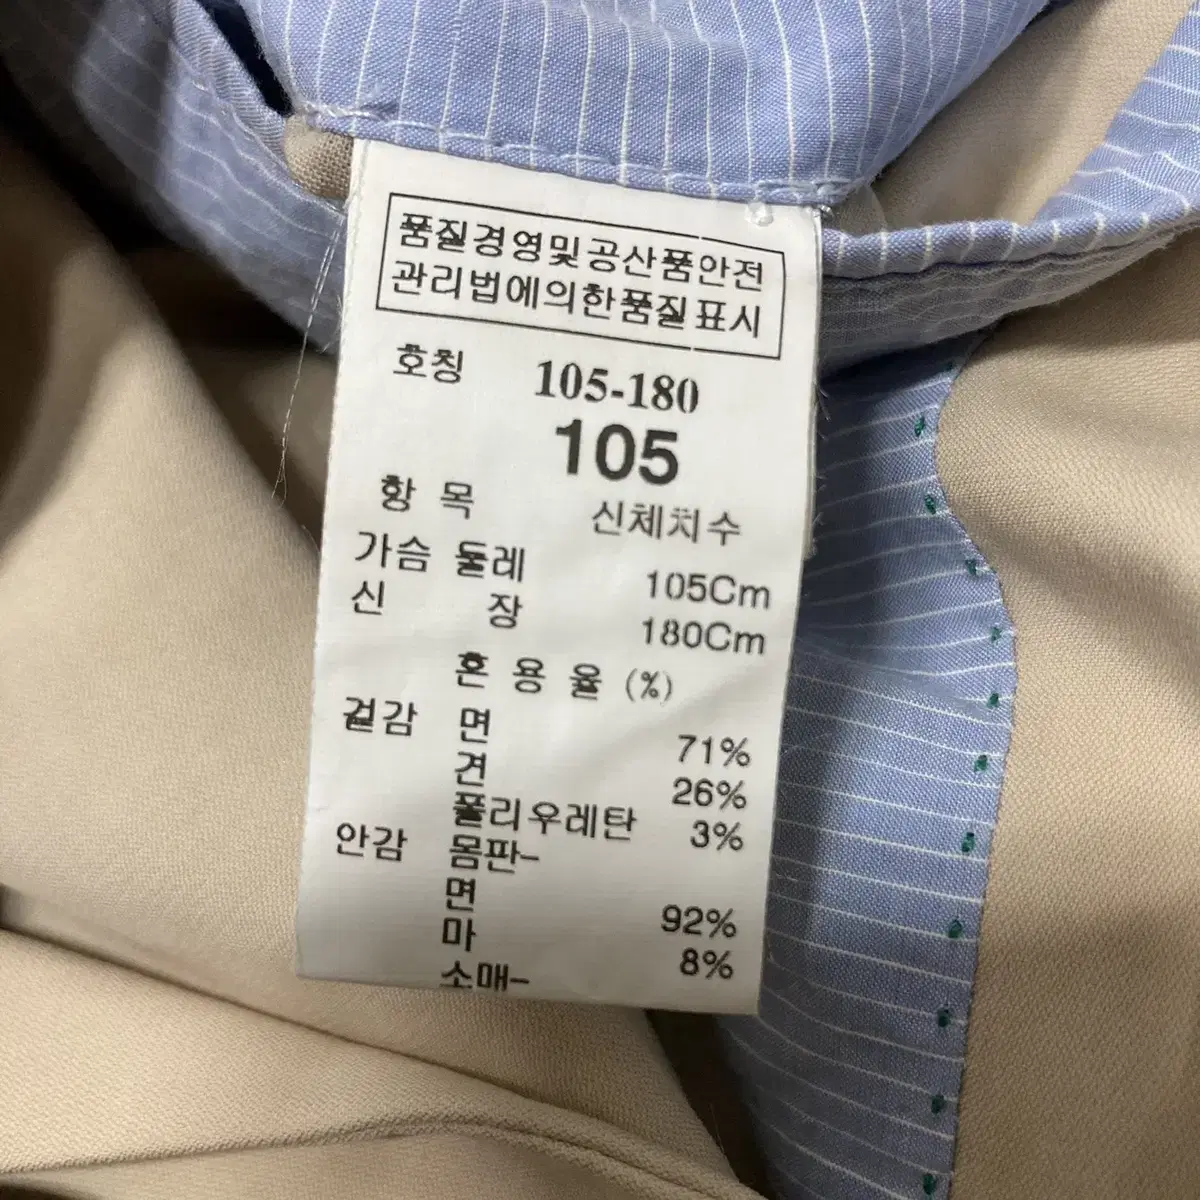 품질경영및공산품안전
관리법에의한품질표시
호칭 105-180
105
항 목 신체치수
가슴 둘레 105Cm
신 장 180Cm
혼 용 율 (%)
겉감 면 71%
견 26%
폴리우레탄 3%
안감 몸판-
면 92%
마 8%
소매-